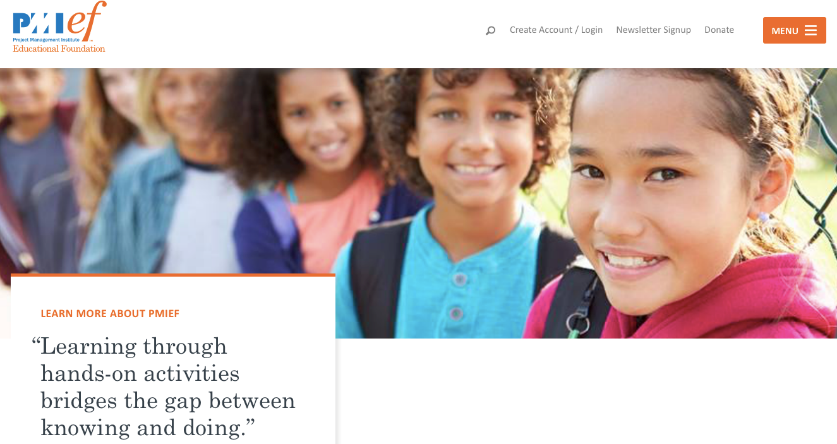 PMIef
Project Management Institute
Educational Foundation
Create Account / Login
Newsletter Signup
Donate
MENU
LEARN MORE ABOUT PMIEF
“Learning through
hands-on activities
bridges the gap between
knowing and doing.”